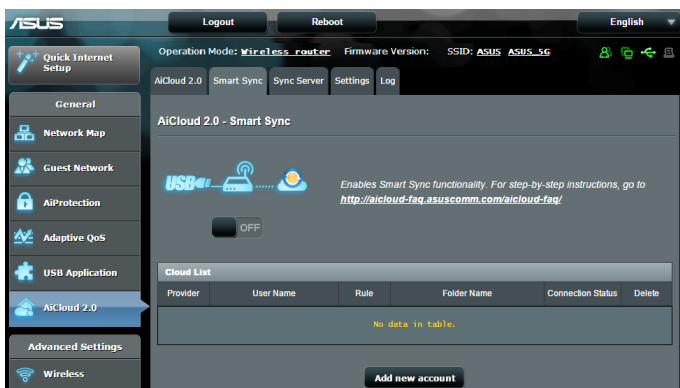 ASUS
Logout
Reboot
English
Quick Internet
Setup
Operation Mode: Wireless router Firmware Version: SSID: ASUS ASUS_5G
AiCloud 2.0
Smart Sync
Sync Server
Settings
Log
General
Network Map
Guest Network
AiProtection
Adaptive QoS
USB Application
AiCloud 2.0
Advanced Settings
Wireless
AiCloud 2.0 - Smart Sync
USB
Enables Smart Sync functionality. For step-by-step instructions, go to
http://aicloud-faq.asuscomm.com/aicloud-faq/
OFF
Cloud List
Provider User Name Rule Folder Name Connection Status Delete
No data in table.
Add new account